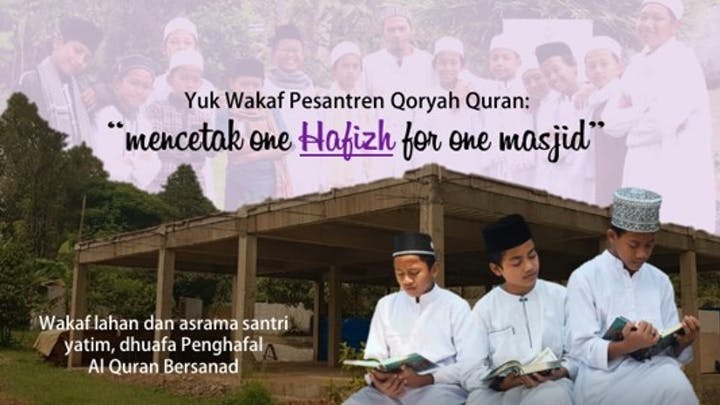 Yuk Wakaf Pesantren Qoryah Quran:
“mencetak one Hafizh for one masjid”
Wakaf lahan dan asrama santri
yatim, dhuafa Penghafal
Al Quran Bersanad